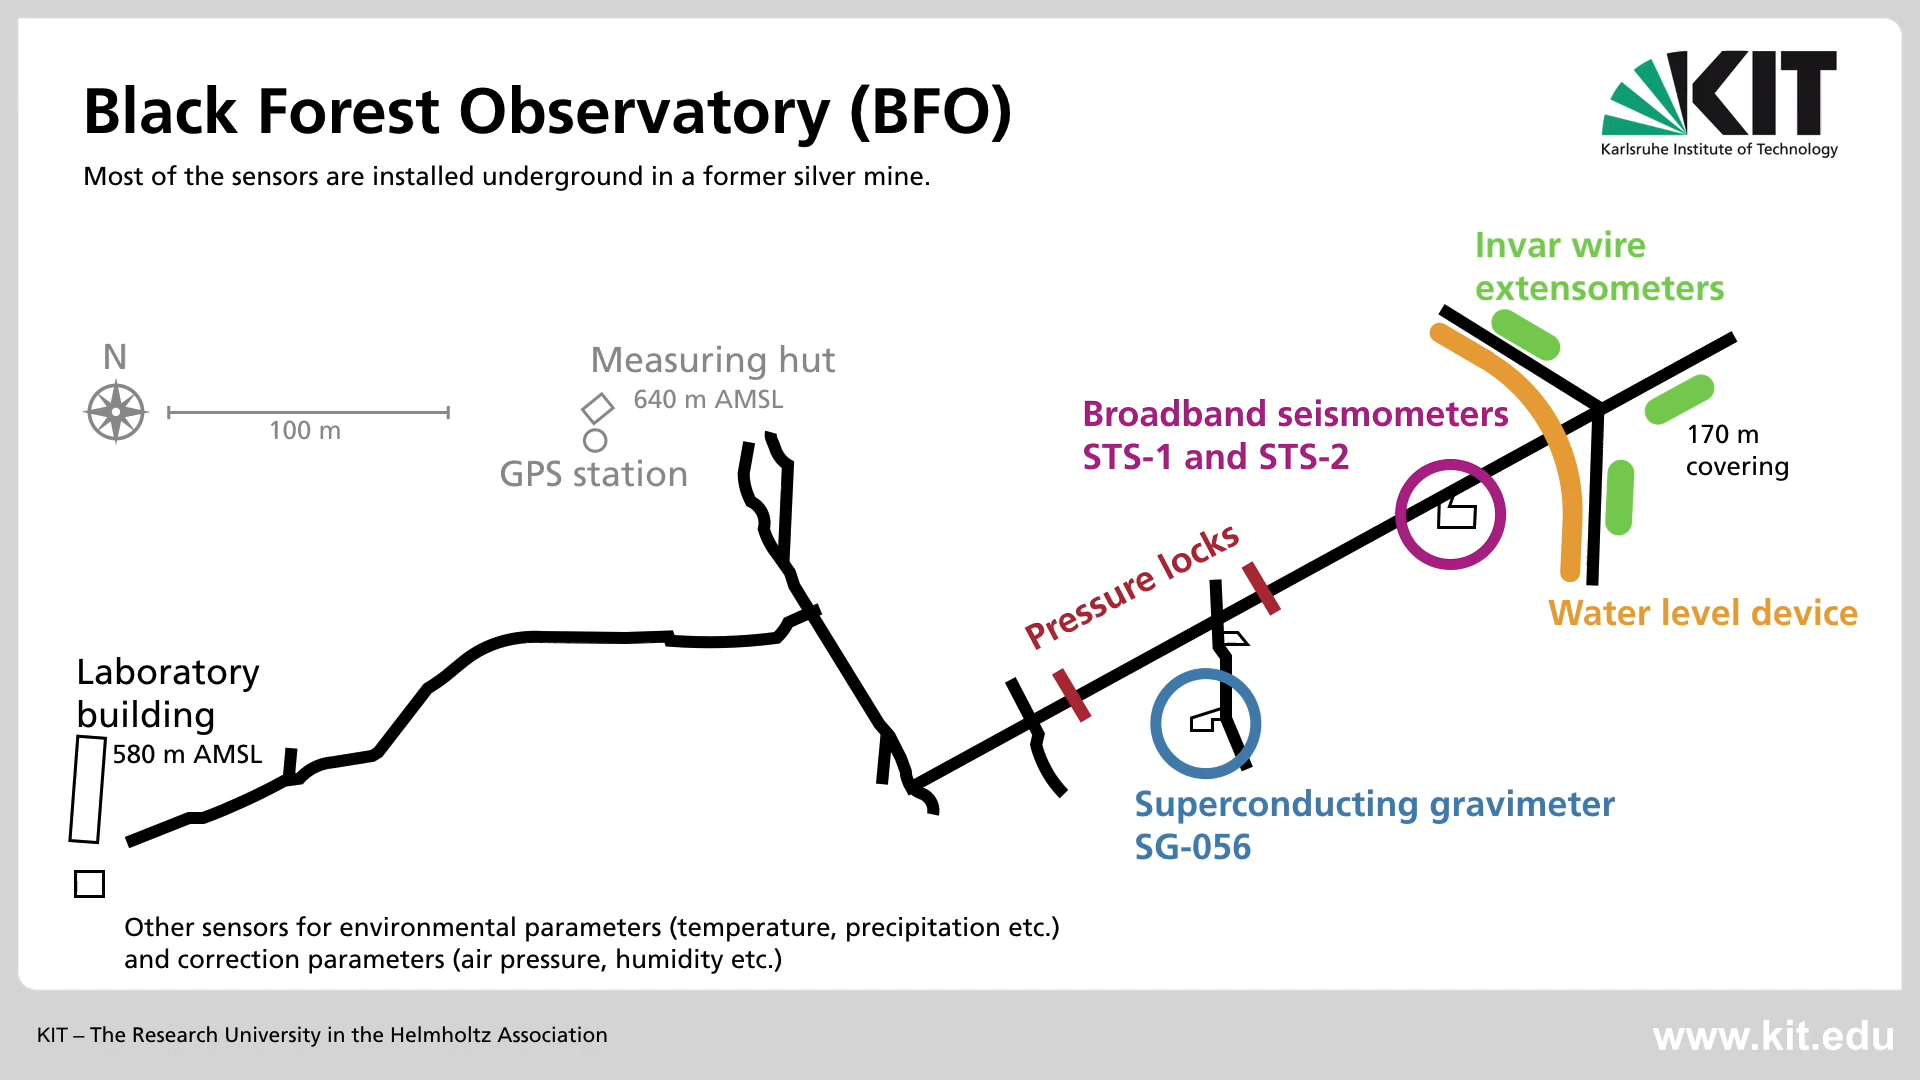 Black Forest Observatory (BFO)
Most of the sensors are installed underground in a former silver mine.
KIT
Karlsruhe Institute of Technology
Invar wire
extensometers
N
100 m
Measuring hut
640 m AMSL
GPS station
Broadband seismometers
STS-1 and STS-2
170 m
covering
Pressure locks
Water level device
Laboratory
building
580 m AMSL
Superconducting gravimeter
SG-056
Other sensors for environmental parameters (temperature, precipitation etc.)
and correction parameters (air pressure, humidity etc.)
KIT – The Research University in the Helmholtz Association
www.kit.edu